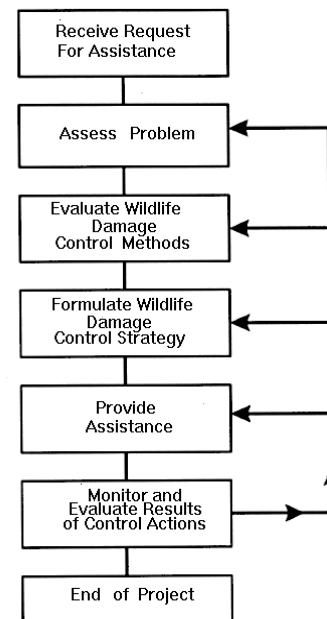 Receive Request
For Assistance
Assess Problem
Evaluate Wildlife
Damage
Control Methods
Formulate Wildlife
Damage
Control Strategy
Provide
Assistance
Monitor and
Evaluate Results
of Control Actions
End of Project